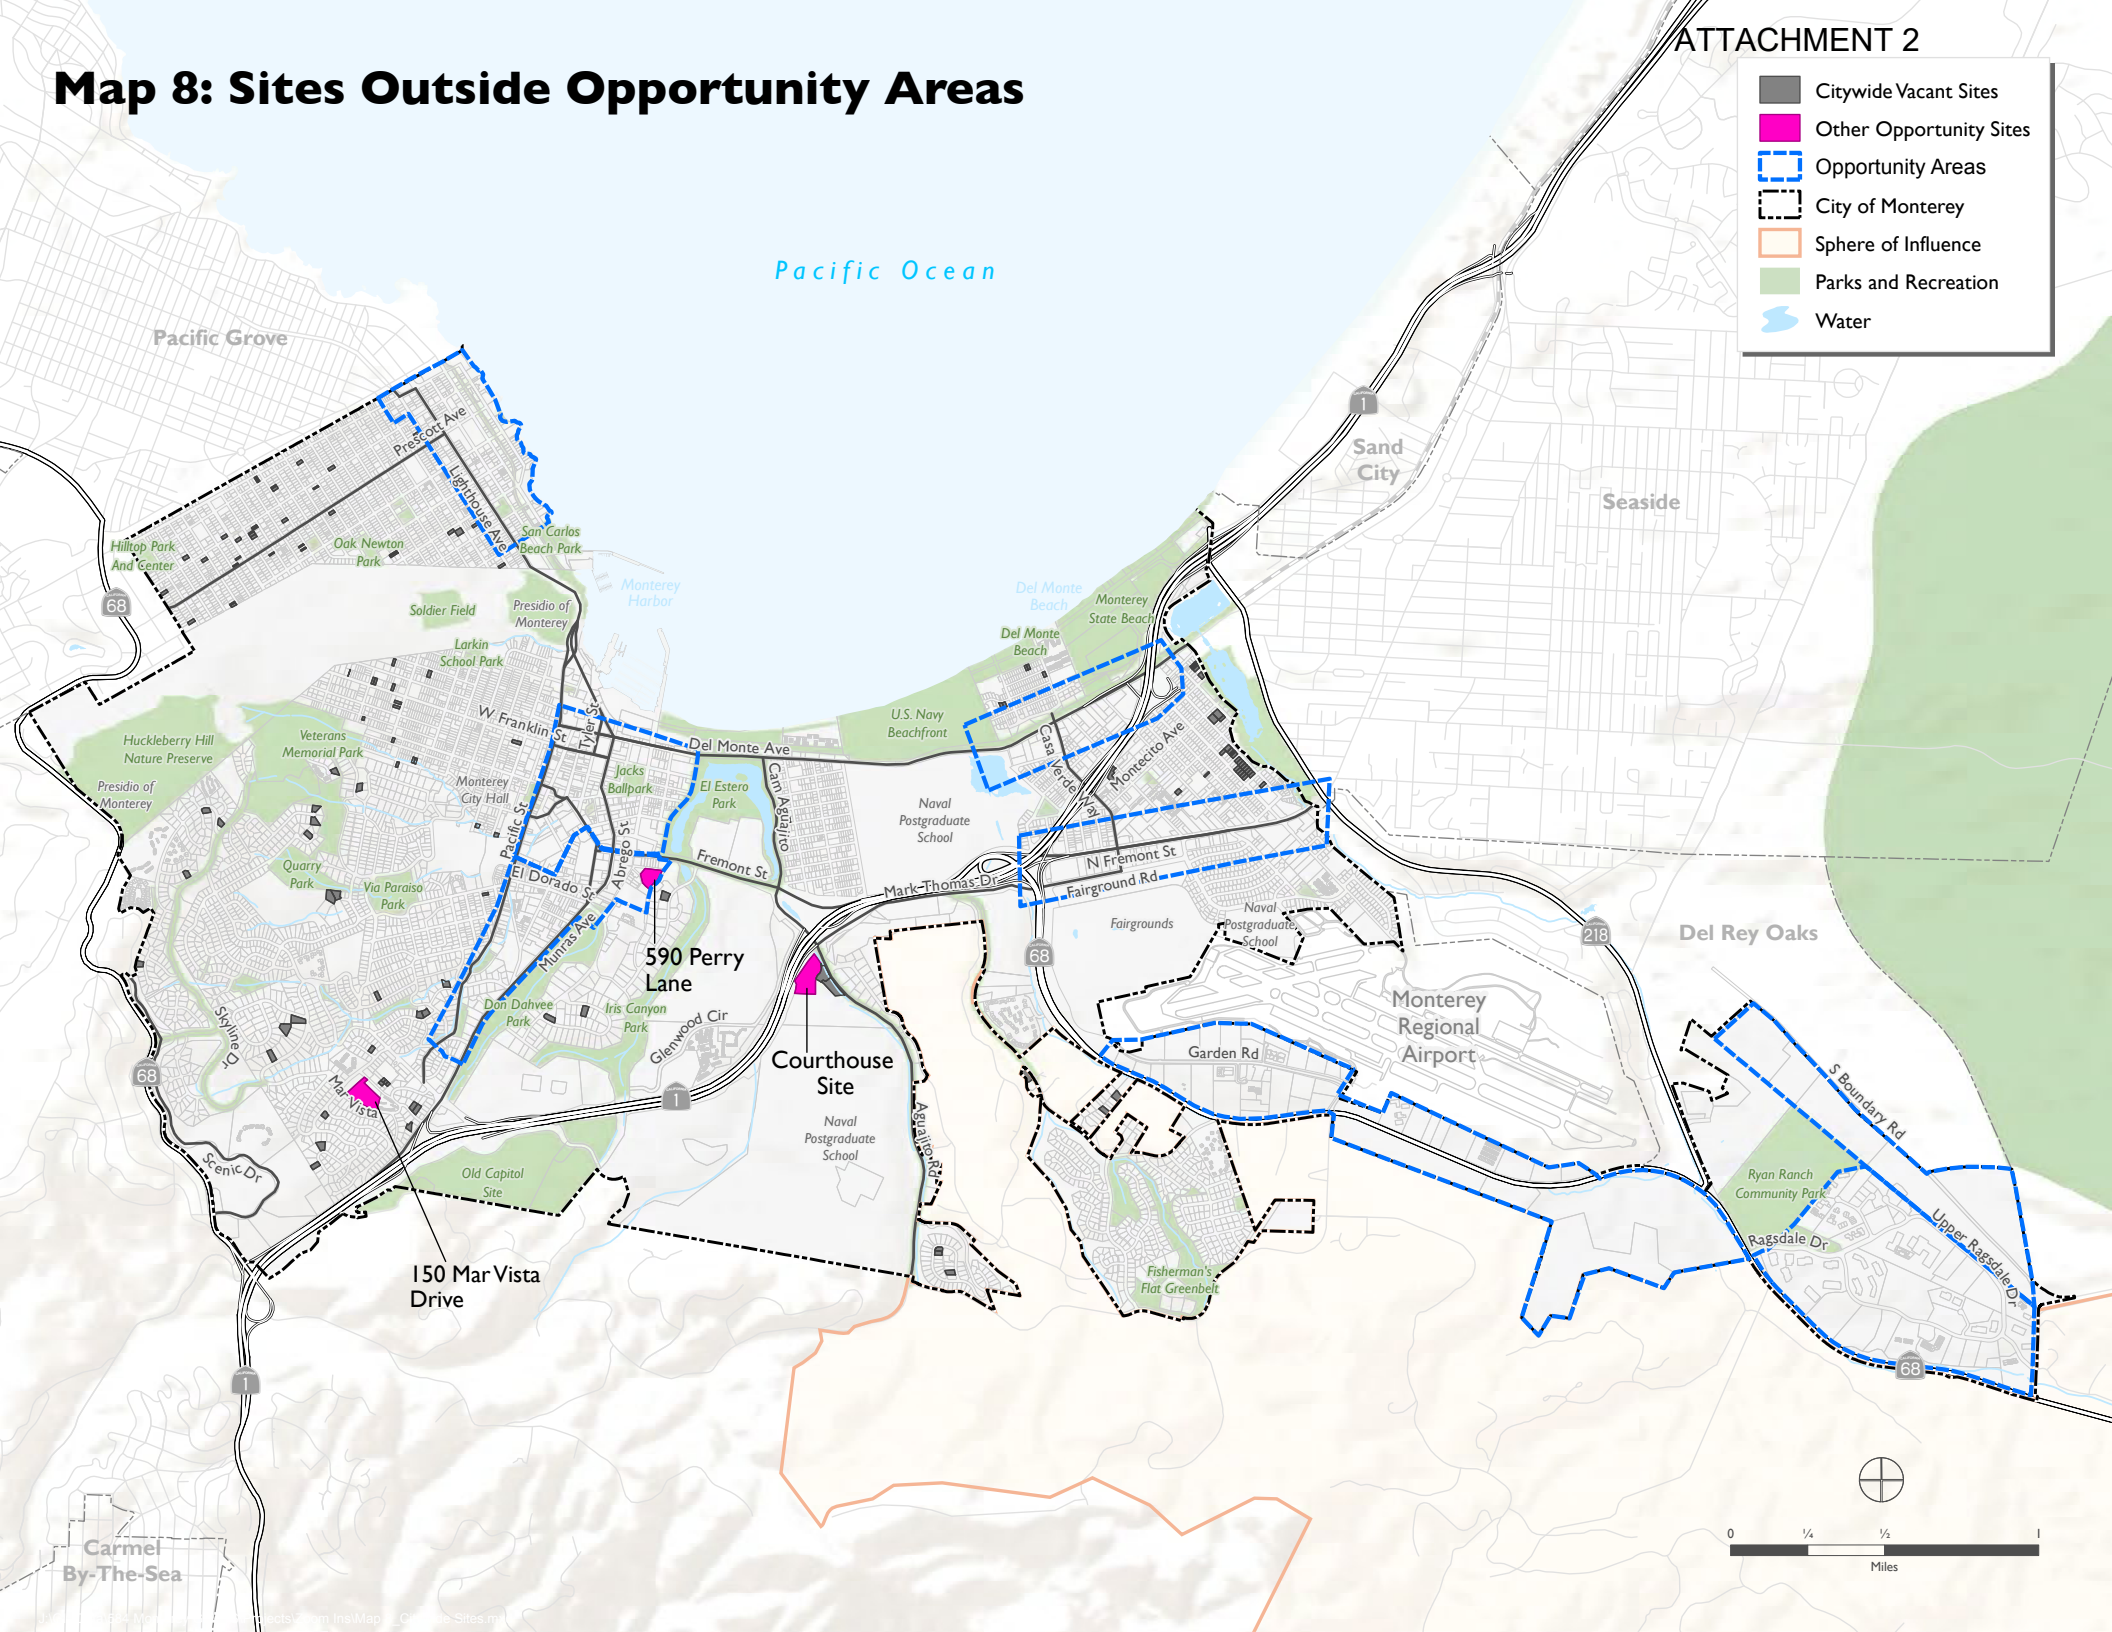 ATTACHMENT 2
Map 8: Sites Outside Opportunity Areas
Citywide Vacant Sites
Other Opportunity Sites
Opportunity Areas
City of Monterey
Sphere of Influence
Parks and Recreation
Water
Pacific Ocean
Pacific Grove
Sand
City
Seaside
1
Prescott Ave
Lighthouse Ave
San Carlos
Beach Park
Hilltop Park
And Center
Oak Newton
Park
68
Soldier Field
Presidio of
Monterey
Monterey
Harbor
Larkin
School Park
Del Monte
Beach
Monterey
State Beach
Del Monte
Beach
W Franklin St
Tyler St
Del Monte Ave
U.S. Navy
Beachfront
Huckleberry Hill
Nature Preserve
Veterans
Memorial Park
Presidio of
Monterey
Monterey
City Hall
Jacks
Ballpark
El Estero
Park
Cam Aguajito
Naval
Postgraduate
School
Casa Verde Way
Montecito Ave
Pacific St
Abrego St
Fremont St
N Fremont St
Fairground Rd
Mark Thomas Dr
Quarry
Park
Via Paraiso
Park
El Dorado St
Munras Ave
Fairgrounds
Naval
Postgraduate
School
218
Del Rey Oaks
590 Perry
Lane
68
Don Dahvee
Park
Iris Canyon
Park
Glenwood Cir
Skyline Dr
Monterey
Regional
Airport
Garden Rd
Courthouse
Site
68
1
Mar Vista
Naval
Postgraduate
School
Aguajito Rd
S Boundary Rd
Scenic Dr
Old Capitol
Site
Ryan Ranch
Community Park
Ragsdale Dr
Upper Ragsdale Dr
150 Mar Vista
Drive
Fisherman's
Flat Greenbelt
1
68
Carmel
By-The-Sea
0 ¼ ½ 1
Miles